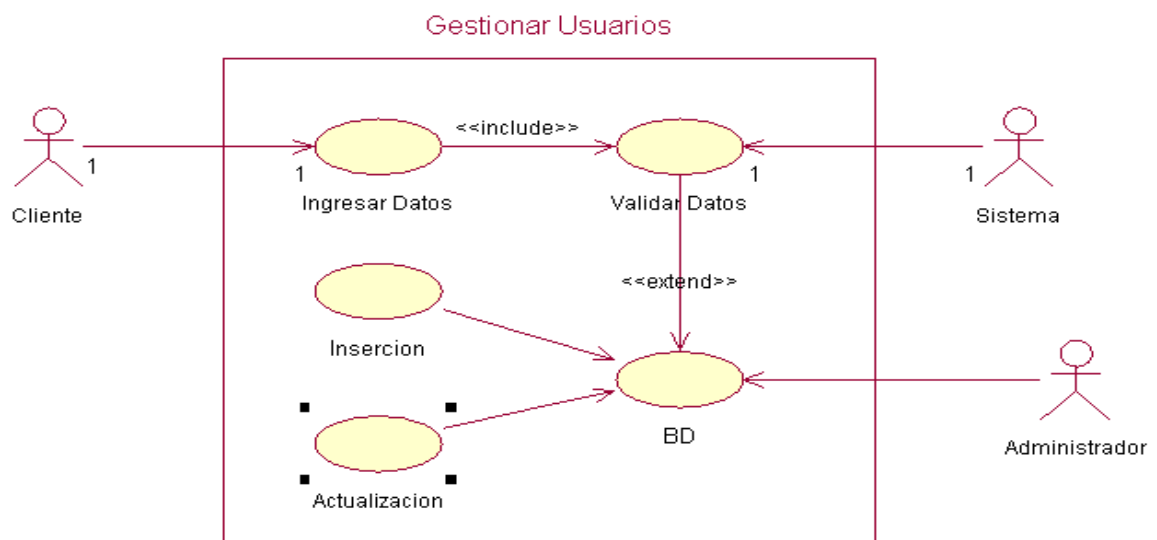 Gestionar Usuarios
<<include>>
1
1
1
1
Cliente
Ingresar Datos
Validar Datos
Sistema
<<extend>>
Insercion
BD
Administrador
Actualizacion